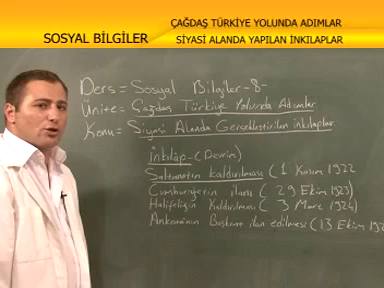 ÇAĞDAŞ TÜRKİYE YOLUNDA ADIMLAR
SOSYAL BİLGİLER SİYASİ ALANDA YAPILAN İNKILAPLAR
Ders = Sosyal Bilgiler -8-
Ünite = Çağdaş Türkiye Yolunda Adımlar
Konu = Siyasi Alanda Gerçekleştirilen inkılaplar
İnkılap - (Devrim)
Saltanatın kaldırılması (1 Kasım 1922
Cumhuriyetin ilanı (29 Ekim 1923)
Halifeliğin Kaldırılması (3 Mart 1924)
Ankara'nın Başkent ilan edilmesi (13 Ekim